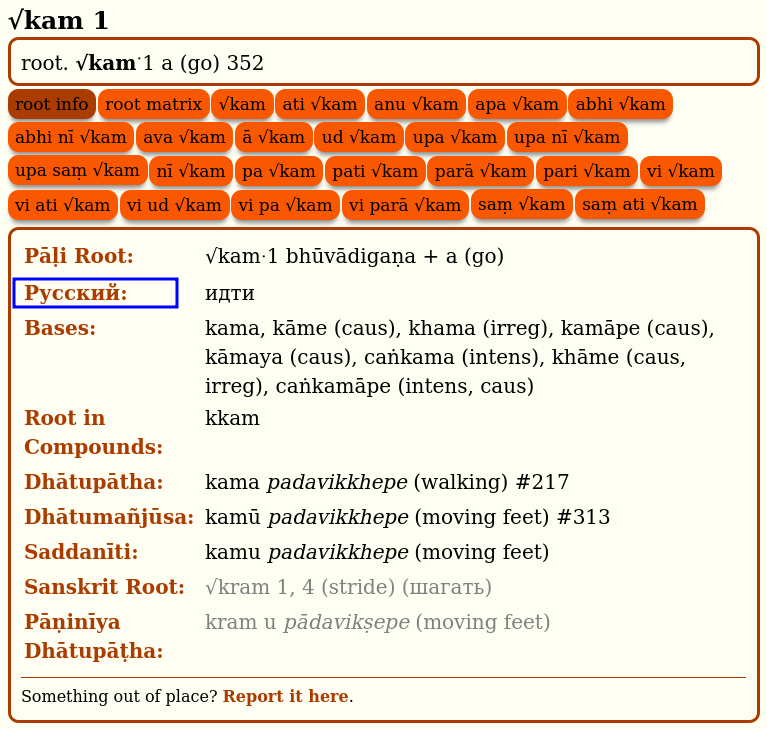 √kam 1
root. √kam·1 a (go) 352
root info root matrix √kam ati √kam anu √kam apa √kam abhi √kam
abhi nī √kam ava √kam ā √kam ud √kam upa √kam upa nī √kam
upa saṃ √kam nī √kam pa √kam pati √kam parā √kam pari √kam vi √kam
vi ati √kam vi ud √kam vi pa √kam vi parā √kam saṃ √kam saṃ ati √kam
Pāḷi Root: √kam·1 bhūvādigaṇa + a (go)
Русский: идти
Bases: kama, kāme (caus), khama (irreg), kamāpe (caus),
kāmaya (caus), caṅkama (intens), khāme (caus,
irreg), caṅkamāpe (intens, caus)
Root in kkam
Compounds:
Dhātupātha: kama padavikkhepe (walking) #217
Dhātumañjūsa: kamū padavikkhepe (moving feet) #313
Saddanīti: kamu padavikkhepe (moving feet)
Sanskrit Root: √kram 1, 4 (stride) (шагать)
Pāṇinīya kram u pādavikṣepe (moving feet)
Dhātupāṭha:
Something out of place? Report it here.